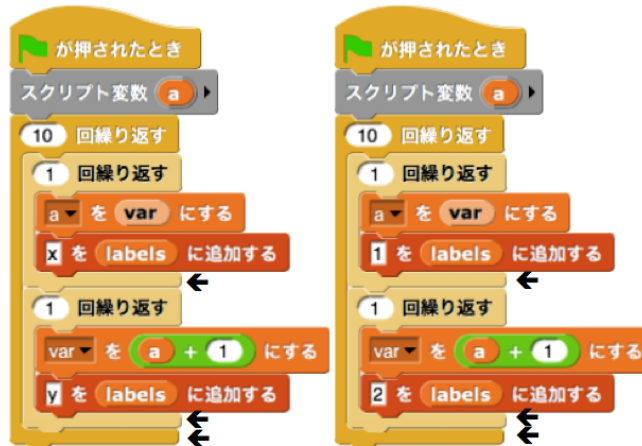 が押されたとき
スクリプト変数 a
10 回繰り返す
1 回繰り返す
a を var にする
x を labels に追加する
1 回繰り返す
var を a + 1 にする
y を labels に追加する
が押されたとき
スクリプト変数 a
10 回繰り返す
1 回繰り返す
a を var にする
1 を labels に追加する
1 回繰り返す
var を a + 1 にする
2 を labels に追加する